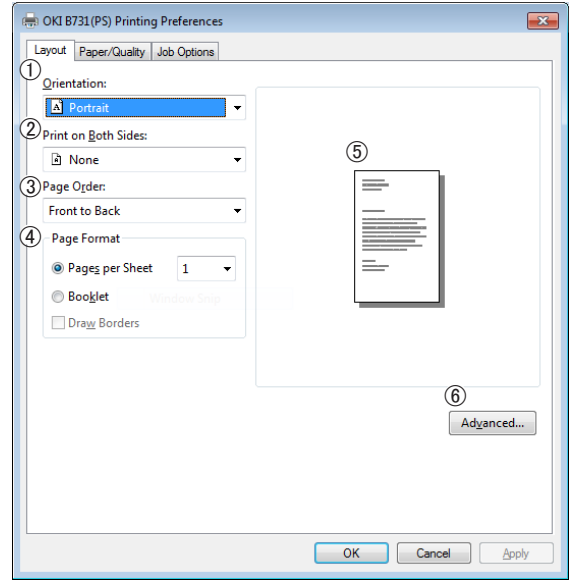 OKI B731(PS) Printing Preferences
Layout Paper/Quality Job Options
①
Orientation:
A Portrait
②
Print on Both Sides:
None
③
Page Order:
Front to Back
④
Page Format
Pages per Sheet 1
Booklet
Window Snip
Draw Borders
⑤
⑥
Advanced...
OK Cancel Apply